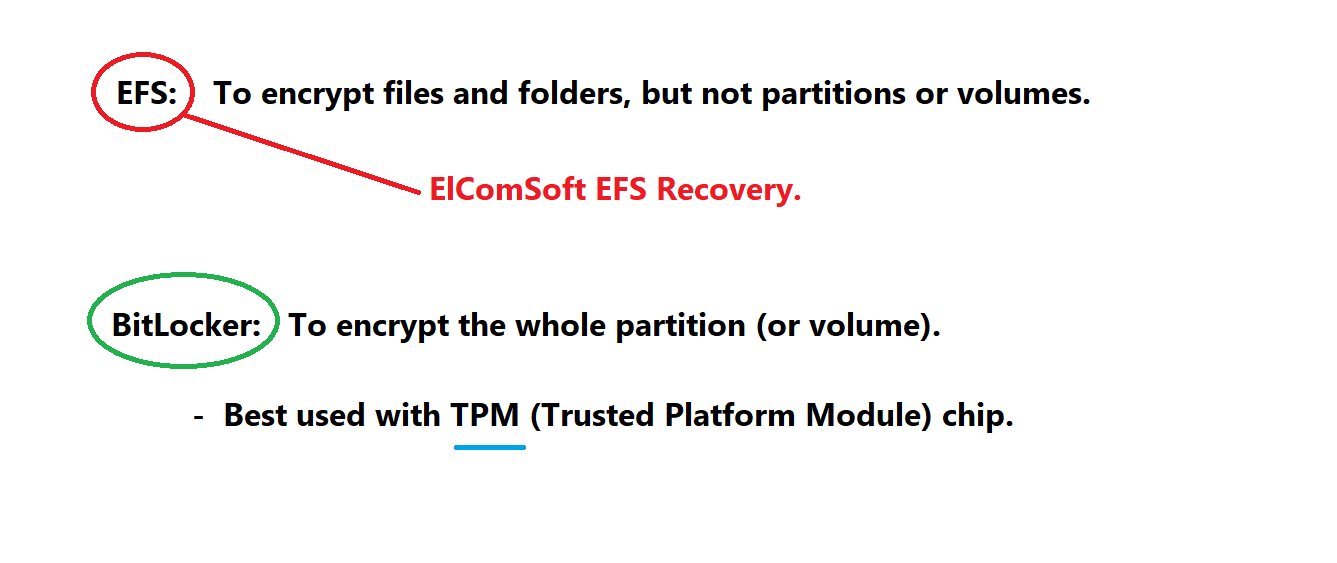 EFS: To encrypt files and folders, but not partitions or volumes.
ElComSoft EFS Recovery.
BitLocker: To encrypt the whole partition (or volume).
- Best used with TPM (Trusted Platform Module) chip.